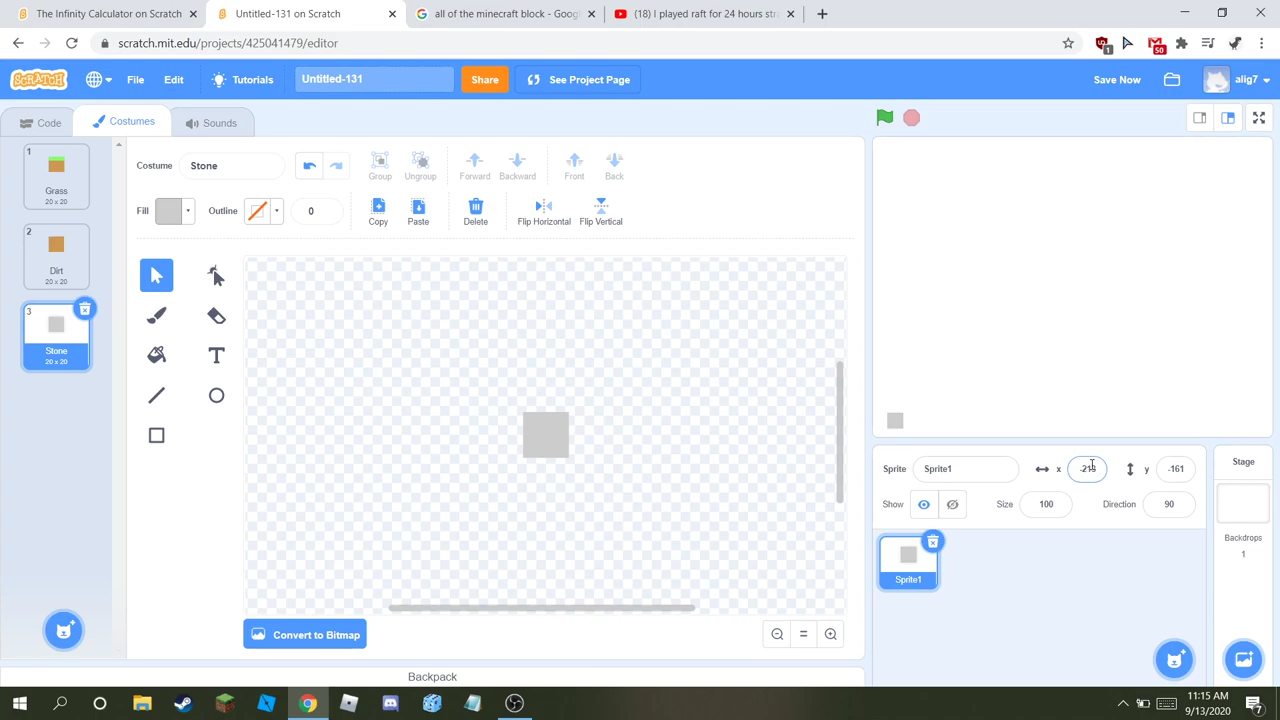 The Infinity Calculator on Scratch
Untitled-131 on Scratch
all of the minecraft block - Goog
(18) I played raft for 24 hours str
scratch.mit.edu/projects/425041479/editor
1
50
SCRATCH
File
Edit
Tutorials
Untitled-131
Share
See Project Page
Save Now
alig7
Code
Costumes
Sounds
1
Grass
20 x 20
2
Dirt
20 x 20
3
Stone
20 x 20
Costume
Stone
Group
Ungroup
Forward
Backward
Front
Back
Fill
Outline
0
Copy
Paste
Delete
Flip Horizontal
Flip Vertical
T
Convert to Bitmap
Backpack
Sprite
Sprite1
x
y
-161
Show
Size
100
Direction
90
Sprite1
Stage
Backdrops
1
11:15 AM
9/13/2020
7